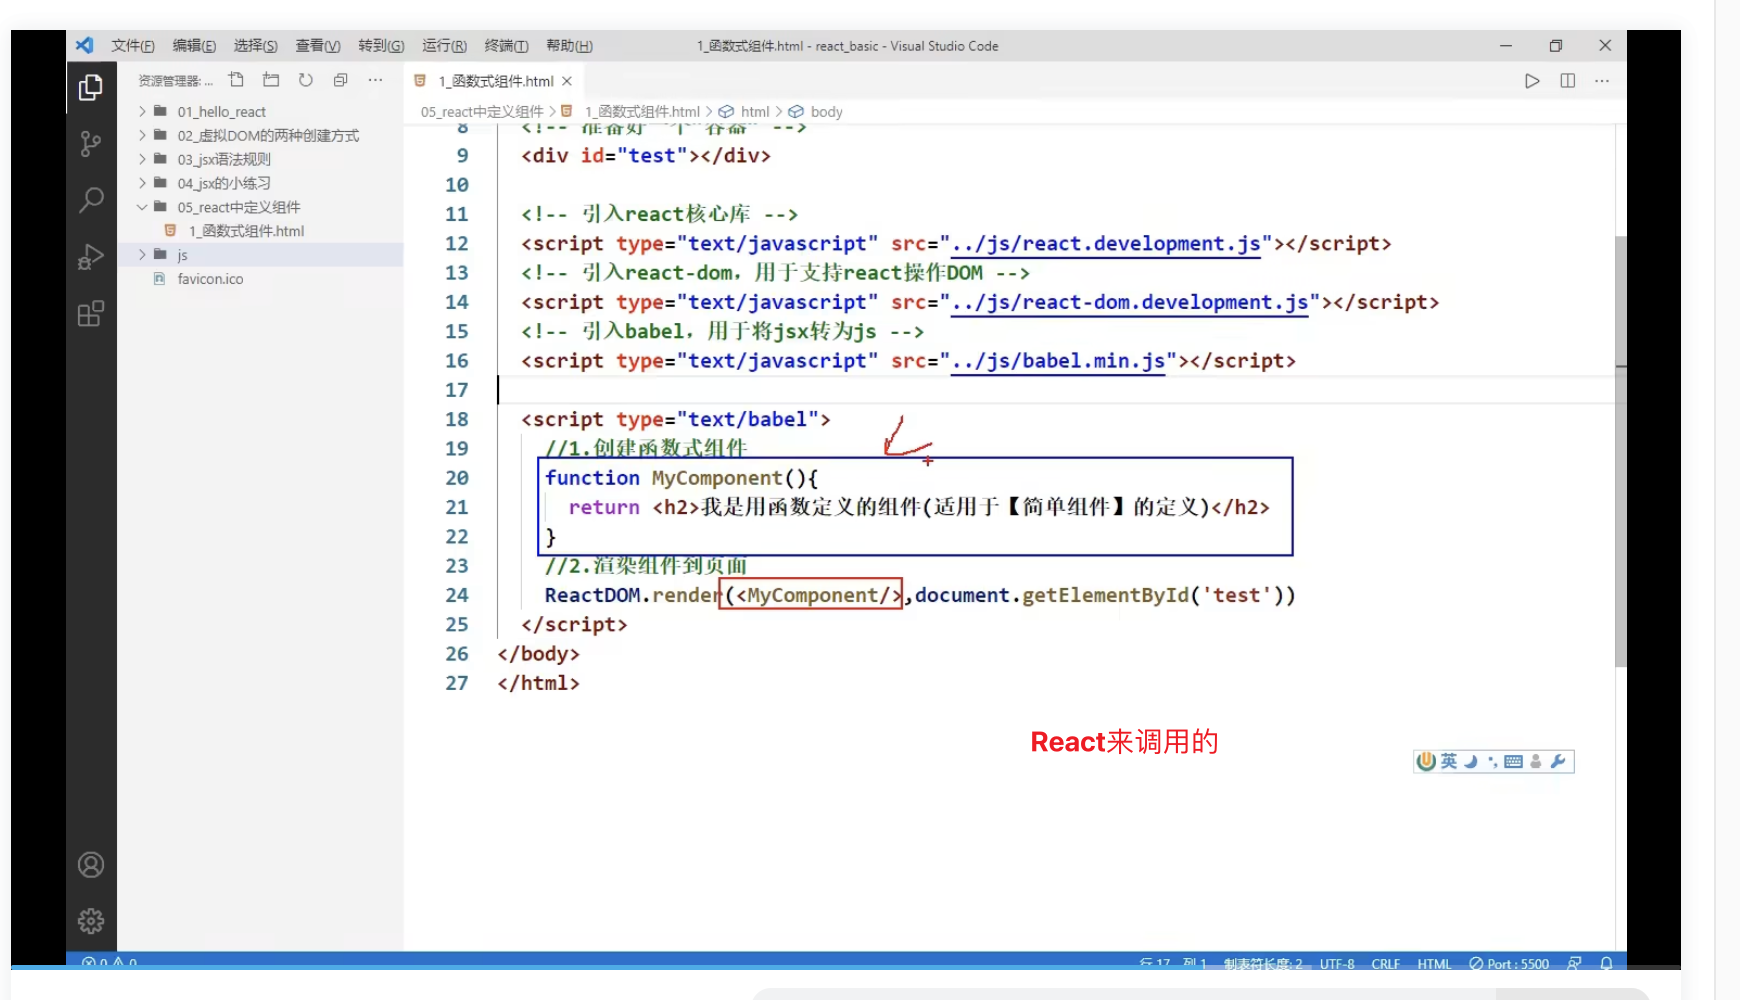 文件(F) 编辑(E) 选择(S) 查看(V) 转到(G) 运行(R) 终端(T) 帮助(H) 1_函数式组件.html - react_basic - Visual Studio Code
资源管理器: ...
1_函数式组件.html
05_react中定义组件 > 1_函数式组件.html > html > body
01_hello_react
02_虚拟DOM的两种创建方式
03_jsx语法规则
04_jsx的小练习
05_react中定义组件
1_函数式组件.html
js
favicon.ico
8 <!-- 准备好一个"容器" -->
9 <div id="test"></div>
10
11 <!-- 引入react核心库 -->
12 <script type="text/javascript" src="../js/react.development.js"></script>
13 <!-- 引入react-dom，用于支持react操作DOM -->
14 <script type="text/javascript" src="../js/react-dom.development.js"></script>
15 <!-- 引入babel，用于将jsx转为js -->
16 <script type="text/javascript" src="../js/babel.min.js"></script>
17
18 <script type="text/babel">
19 //1.创建函数式组件
20 function MyComponent(){
21 return <h2>我是用函数定义的组件(适用于【简单组件】的定义)</h2>
22 }
23 //2.渲染组件到页面
24 ReactDOM.render(<MyComponent/>,document.getElementById('test'))
25 </script>
26 </body>
27 </html>
React来调用的
英
0 0 行 17，列 1 制表符长度: 2 UTF-8 CRLF HTML Port : 5500